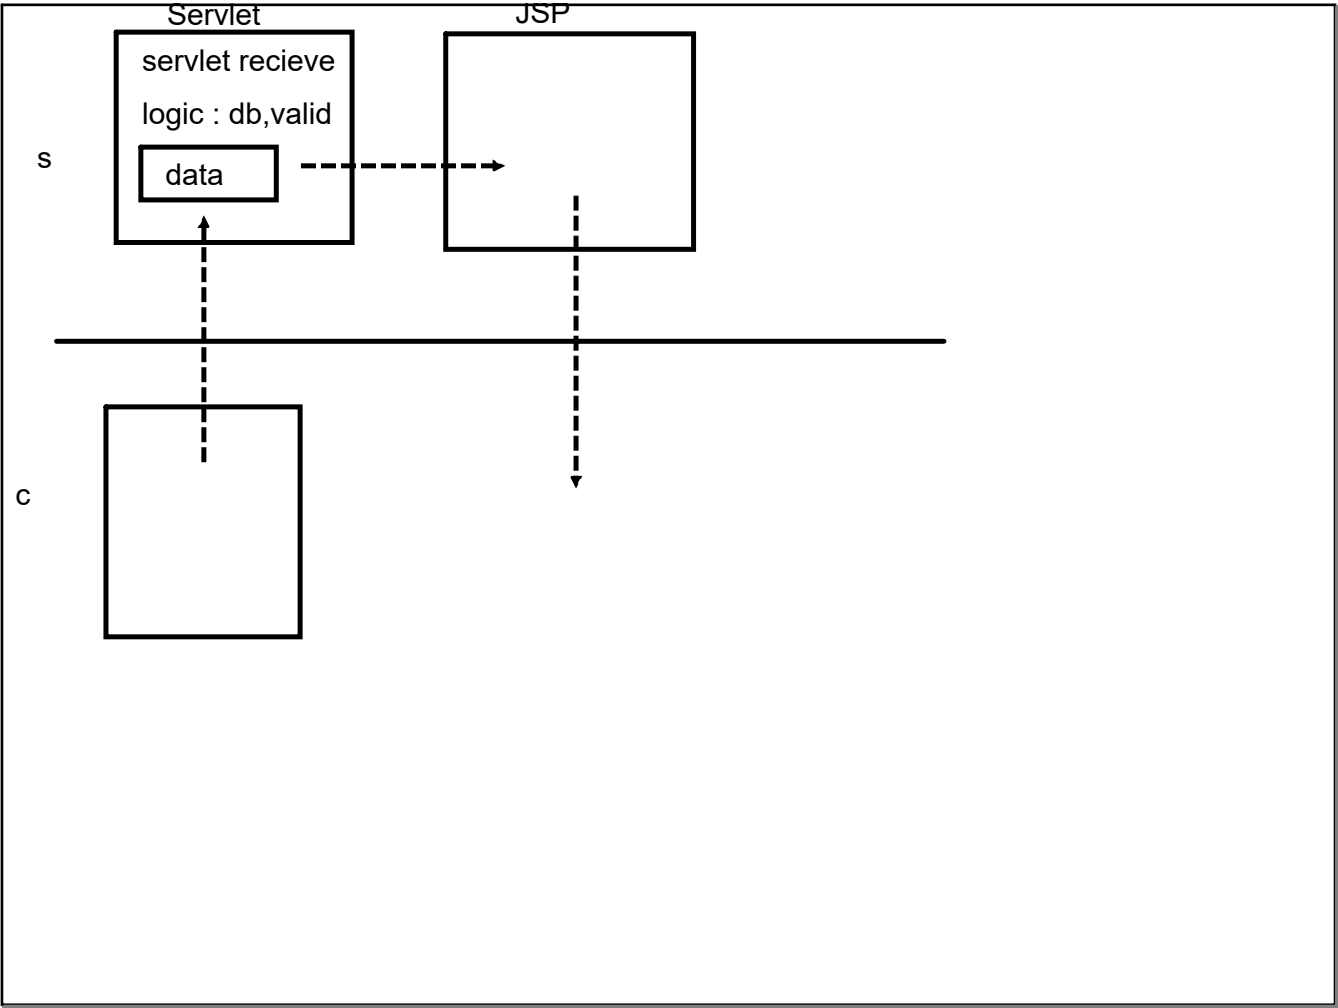 Servlet
JSP
servlet recieve
logic : db,valid
s
data
c